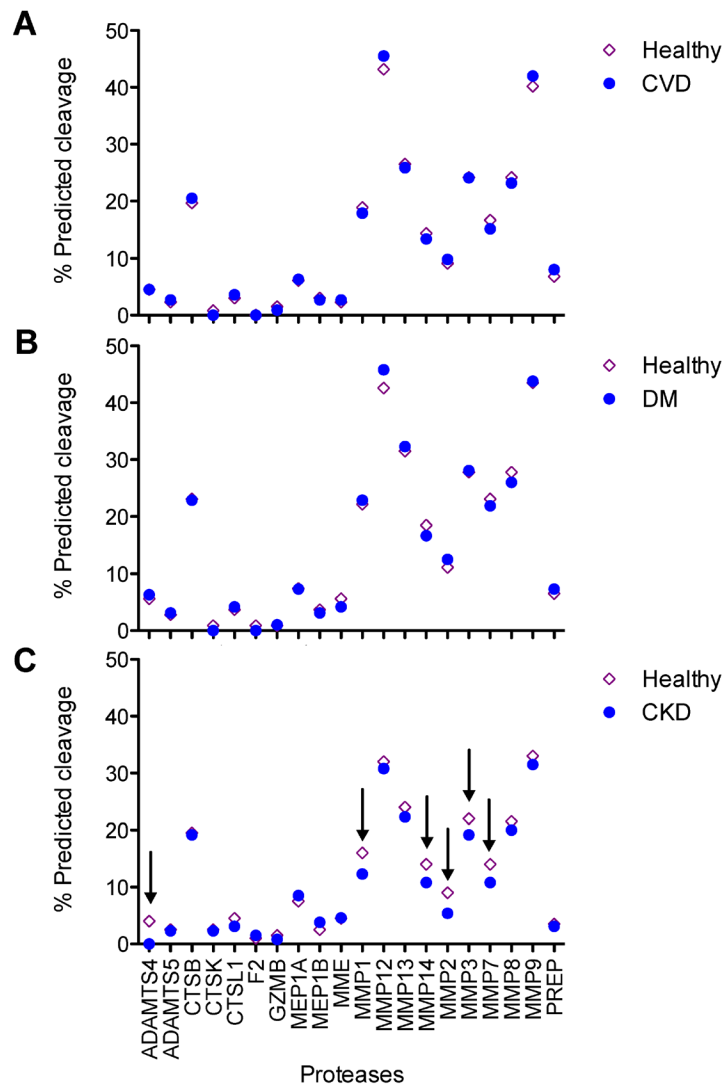 A
50
40
30
20
10
0
% Predicted cleavage
Healthy
CVD
B
50
40
30
20
10
0
% Predicted cleavage
Healthy
DM
C
50
40
30
20
10
0
% Predicted cleavage
Healthy
CKD
ADAMTS4
ADAMTS5
CTSB
CTSK
CTSL1
F2
GZMB
MEP1A
MEP1B
MME
MMP1
MMP12
MMP13
MMP14
MMP2
MMP3
MMP7
MMP8
MMP9
PREP
Proteases